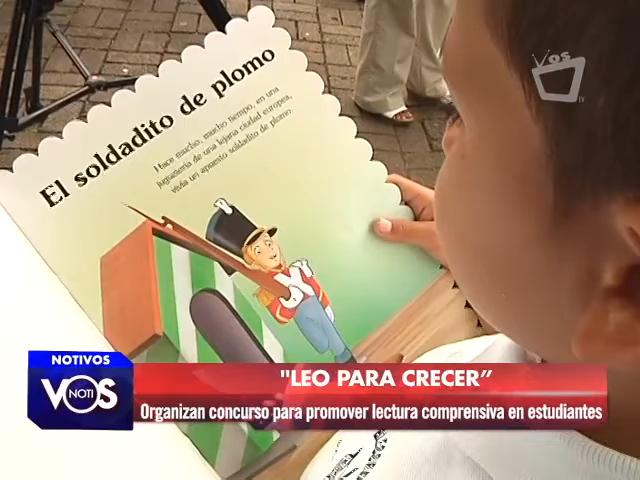 VOS
TV
El soldadito de plomo
Hace mucho, mucho tiempo, en una
juguetería de una lejana ciudad europea,
vivía un apuesto soldadito de plomo.
NOTIVOS
VOS
NOTI
"LEO PARA CRECER”
Organizan concurso para promover lectura comprensiva en estudiantes